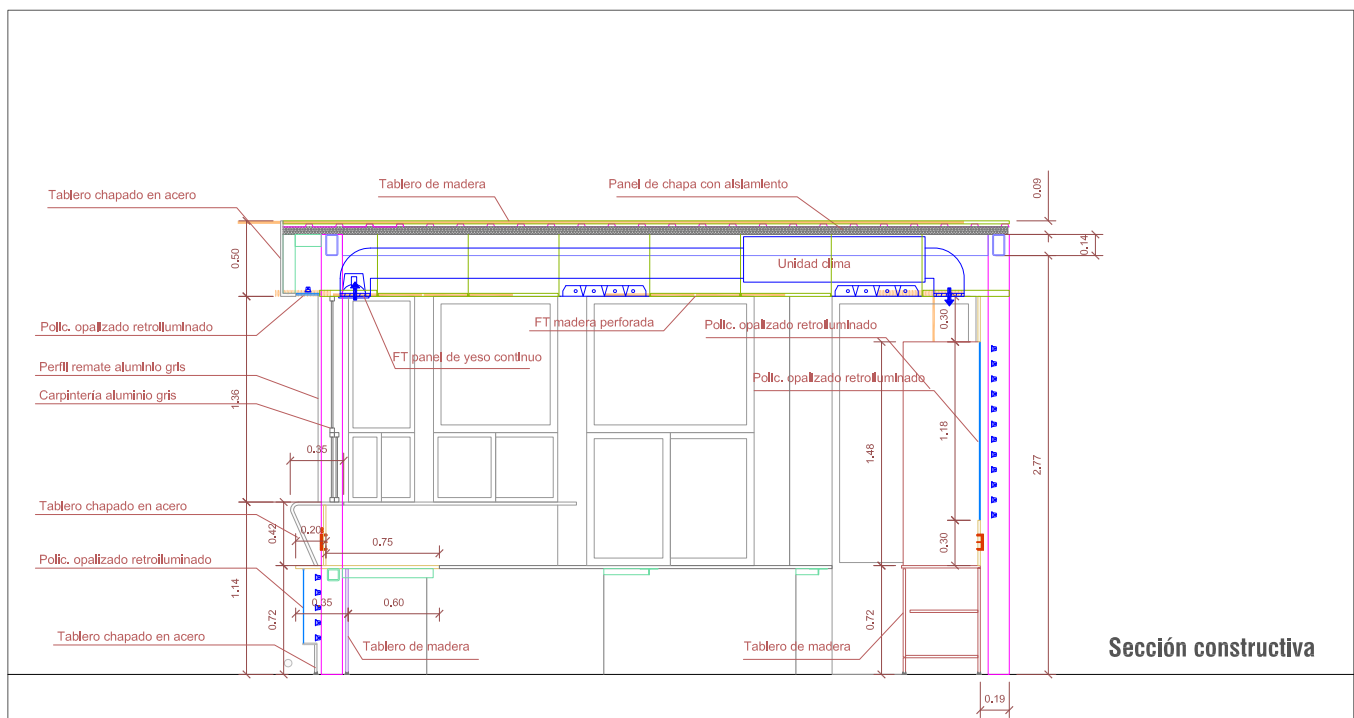 Tablero chapado en acero
Tablero de madera
Panel de chapa con aislamiento
0.09
0.14
0.50
Unidad clima
Polic. opalizado retroiluminado
FT madera perforada
Polic. opalizado retroiluminado
0.30
FT panel de yeso continuo
Perfil remate aluminio gris
Polic. opalizado retroiluminado
Carpintería aluminio gris
1.36
1.18
0.35
1.48
2.77
Tablero chapado en acero
0.20
0.42
0.75
0.30
Polic. opalizado retroiluminado
1.14
0.72
0.35
0.60
0.72
Tablero chapado en acero
Tablero de madera
Tablero de madera
Sección constructiva
0.19